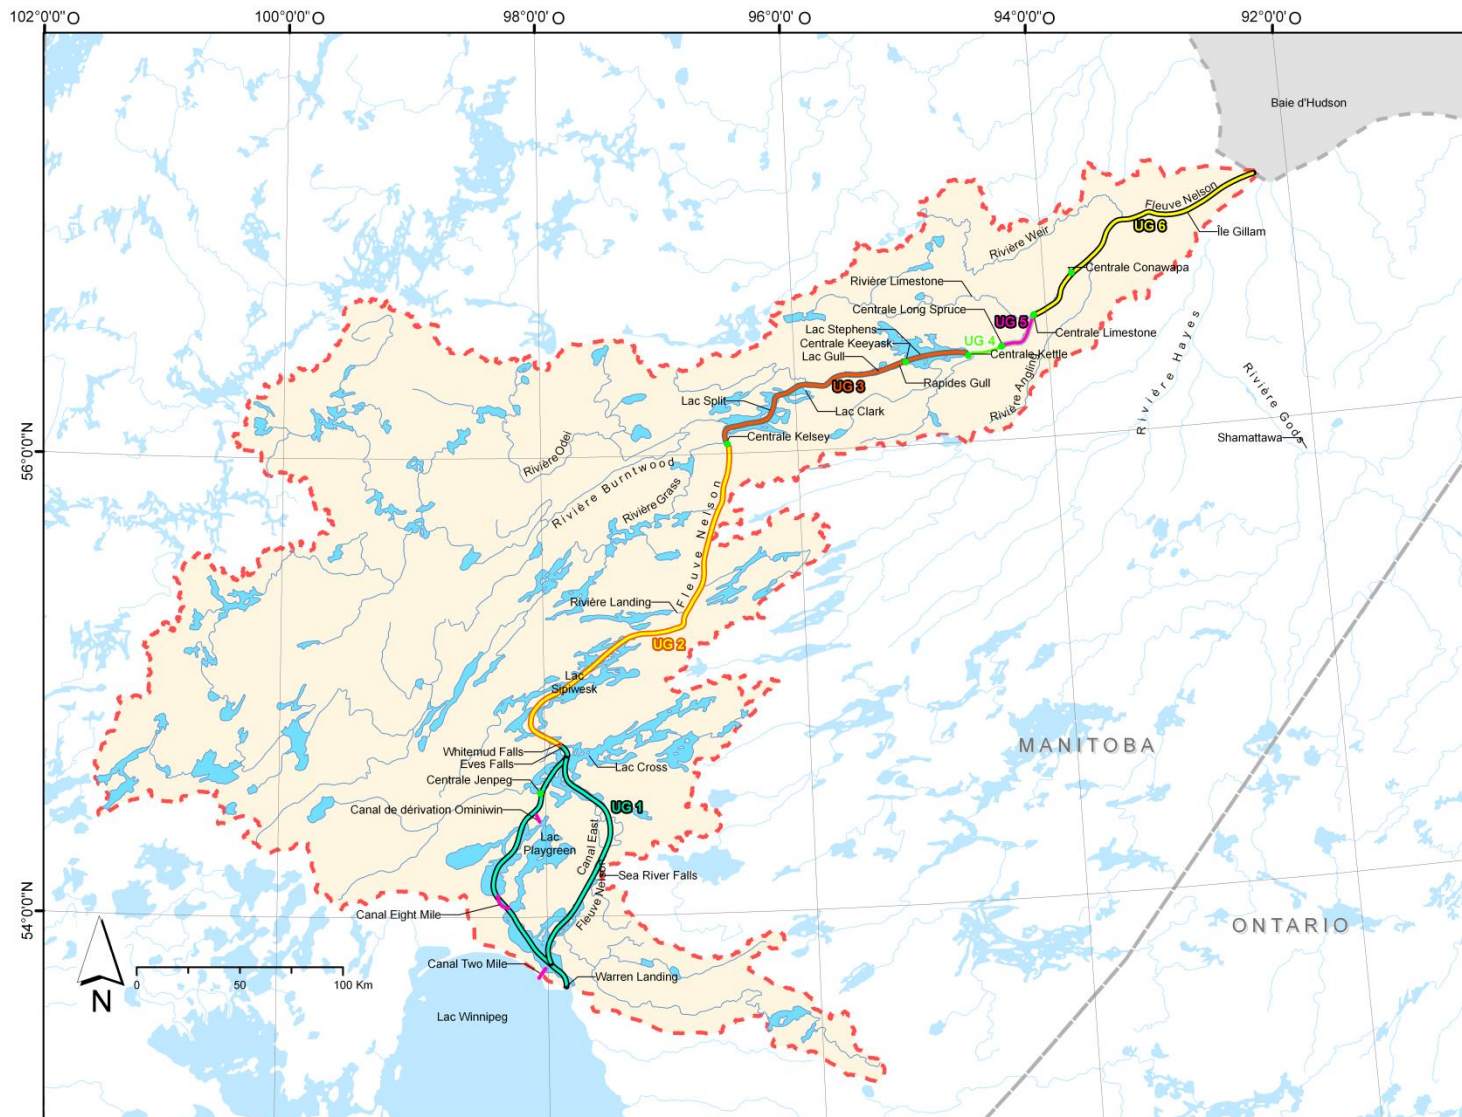 102°0'0"O
100°0'0"O
98°0'0"O
96°0'0"O
94°0'0"O
92°0'0"O
Baie d'Hudson
Fleuve Nelson
UG 6
Île Gillam
Rivière Weir
Centrale Conawapa
Rivière Limestone
Centrale Long Spruce
UG 5
Centrale Limestone
Lac Stephens
UG 4
Centrale Keeyask
Centrale Kettle
Lac Gull
Rapides Gull
UG 3
Rivière Angling
Rivière Hayes
Rivière Gods
Lac Split
Lac Clark
Centrale Kelsey
Shamattawa
56°0'0"N
Rivière Odei
Rivière Burntwood
Rivière Grass
Fleuve Nelson
Rivière Landing
UG 2
Lac
Sipiwesk
MANITOBA
Whitemud Falls
Eves Falls
Lac Cross
Centrale Jenpeg
Canal de dérivation Ominiwin
UG 1
Lac
Playgreen
Canal East
Fleuve Nelson
Sea River Falls
54°0'0"N
Canal Eight Mile
ONTARIO
Canal Two Mile
Warren Landing
N
0 50 100 Km
Lac Winnipeg